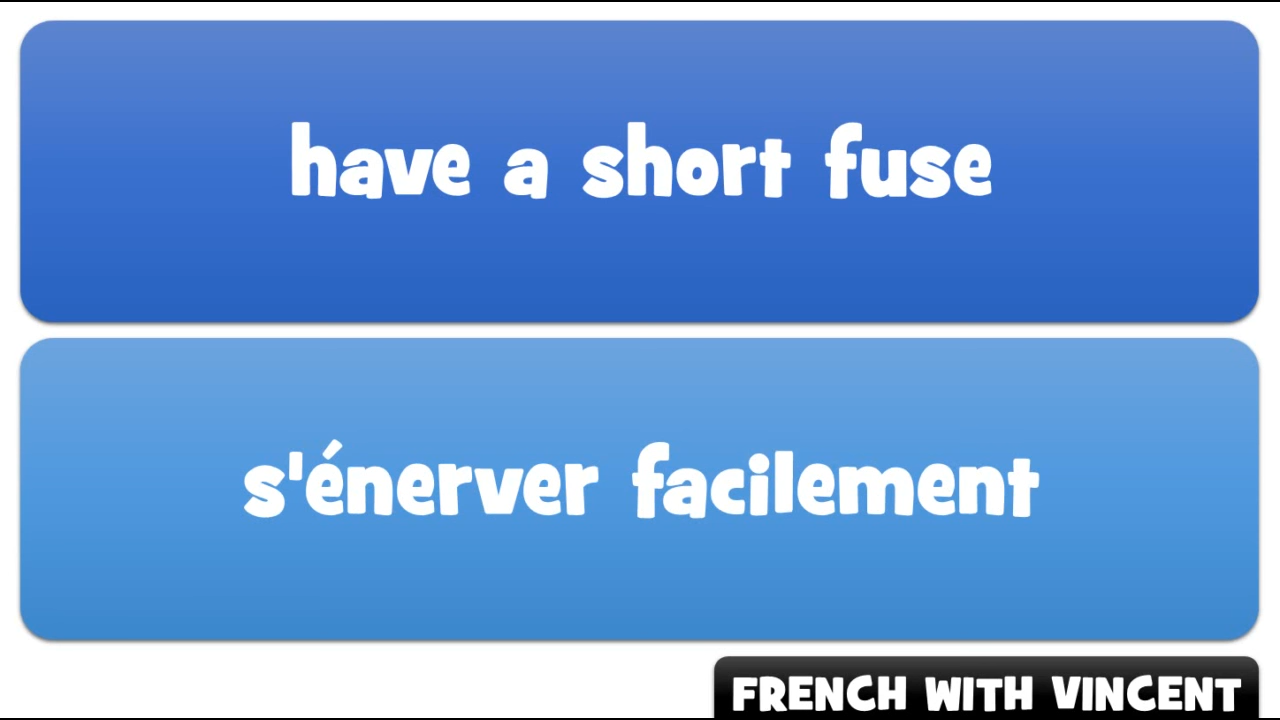 have a short fuse
s'énerver facilement
FRENCH WITH VINCENT